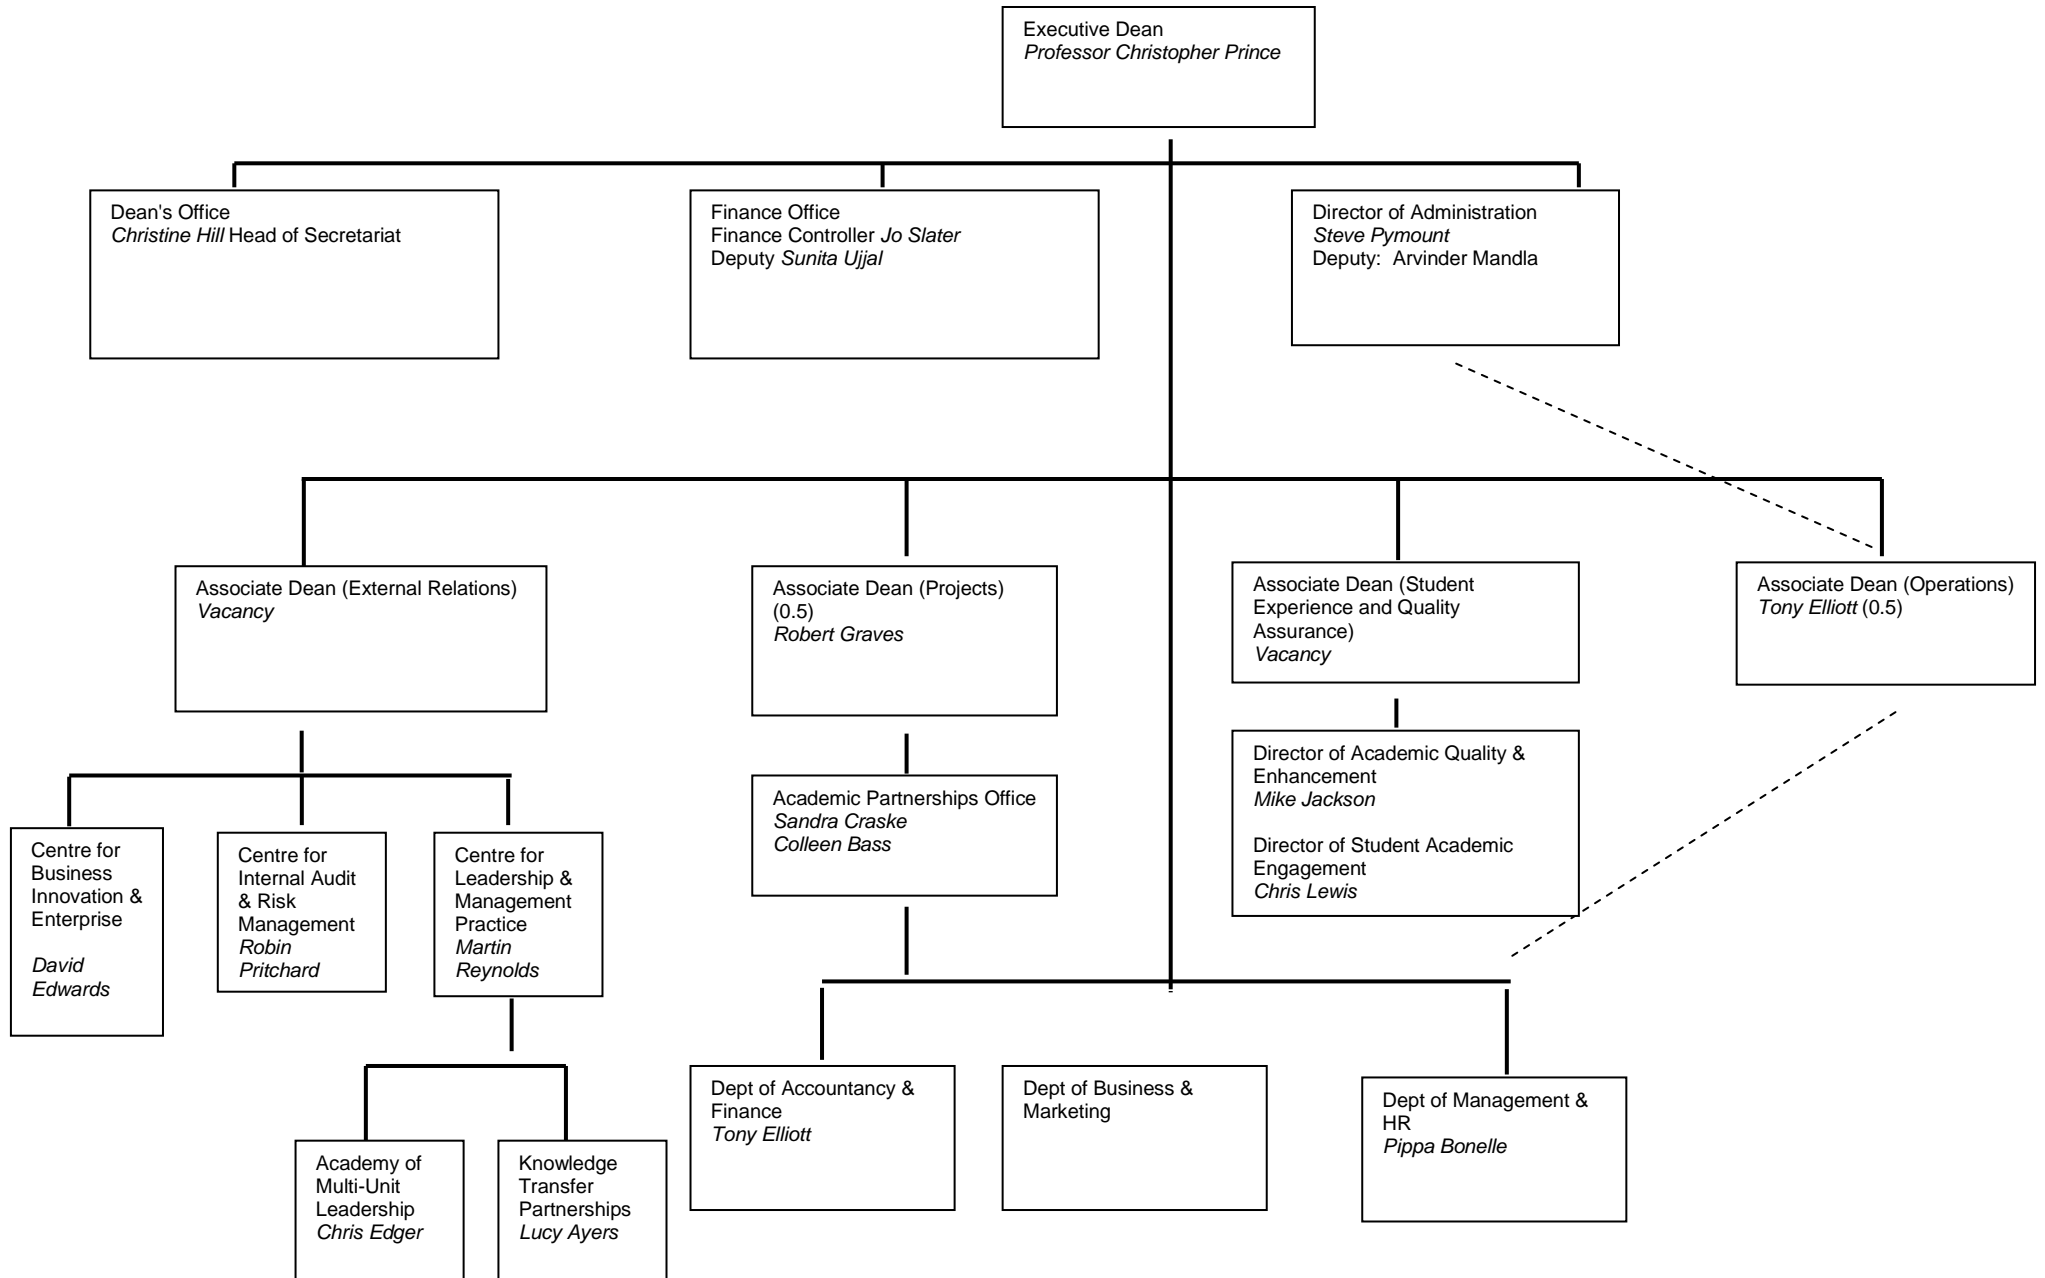 Executive Dean
Professor Christopher Prince
Dean's Office
Christine Hill Head of Secretariat
Finance Office
Finance Controller Jo Slater
Deputy Sunita Ujjal
Director of Administration
Steve Pymount
Deputy: Arvinder Mandla
Associate Dean (External Relations)
Vacancy
Associate Dean (Projects)
(0.5)
Robert Graves
Associate Dean (Student
Experience and Quality
Assurance)
Vacancy
Associate Dean (Operations)
Tony Elliott (0.5)
Director of Academic Quality &
Enhancement
Mike Jackson
Director of Student Academic
Engagement
Chris Lewis
Academic Partnerships Office
Sandra Craske
Colleen Bass
Centre for
Business
Innovation &
Enterprise
David
Edwards
Centre for
Internal Audit
& Risk
Management
Robin
Pritchard
Centre for
Leadership &
Management
Practice
Martin
Reynolds
Dept of Accountancy &
Finance
Tony Elliott
Dept of Business &
Marketing
Dept of Management &
HR
Pippa Bonelle
Academy of
Multi-Unit
Leadership
Chris Edger
Knowledge
Transfer
Partnerships
Lucy Ayers